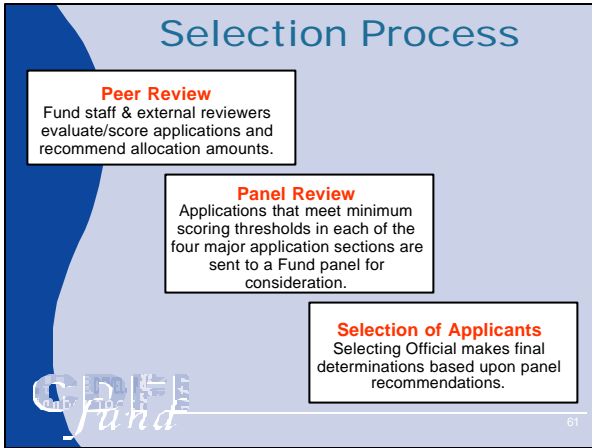 Selection Process
Peer Review
Fund staff & external reviewers
evaluate/score applications and
recommend allocation amounts.
Panel Review
Applications that meet minimum
scoring thresholds in each of the
four major application sections are
sent to a Fund panel for
consideration.
Selection of Applicants
Selecting Official makes final
determinations based upon panel
recommendations.
fund
61